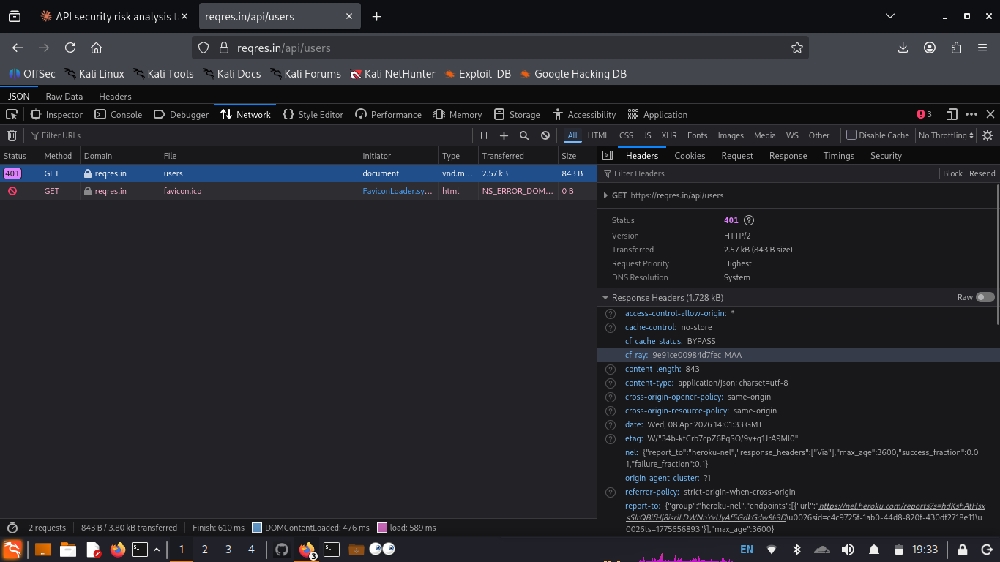 API security risk analysis t
reqres.in/api/users
reqres.in/api/users
OffSec
Kali Linux
Kali Tools
Kali Docs
Kali Forums
Kali NetHunter
Exploit-DB
Google Hacking DB
JSON
Raw Data
Headers
Inspector
Console
Debugger
Network
Style Editor
Performance
Memory
Storage
Accessibility
Application
3
Filter URLs
All
HTML
CSS
JS
XHR
Fonts
Images
Media
WS
Other
Disable Cache
No Throttling
Status Method Domain File Initiator Type Transferred Size
401 GET reqres.in users document vnd.m… 2.57 kB 843 B
GET reqres.in favicon.ico FaviconLoader.sy… html NS_ERROR_DOM… 0 B
Headers
Cookies
Request
Response
Timings
Security
Filter Headers
Block
Resend
GET https://reqres.in/api/users
Status 401
Version HTTP/2
Transferred 2.57 kB (843 B size)
Request Priority Highest
DNS Resolution System
Response Headers (1.728 kB)
Raw
access-control-allow-origin: *
cache-control: no-store
cf-cache-status: BYPASS
cf-ray: 9e91ce00984d7fec-MAA
content-length: 843
content-type: application/json; charset=utf-8
cross-origin-opener-policy: same-origin
cross-origin-resource-policy: same-origin
date: Wed, 08 Apr 2026 14:01:33 GMT
etag: W/"34b-ktCrb7cpZ6PqSO/9y+g1JrA9Ml0"
nel: {"report_to":"heroku-nel","response_headers":["Via"],"max_age":3600,"success_fraction":0.0
1,"failure_fraction":0.1}
origin-agent-cluster: ?1
referrer-policy: strict-origin-when-cross-origin
report-to: {"group":"heroku-nel","endpoints":[{"url":"https://nel.heroku.com/reports?s=hdKshAtHsx
sSlrQBifHj8isriLDWNnYvUyAf5GdkGdw%3D\u0026sid=c4c9725f-1ab0-44d8-820f-430df2718e11\u
0026ts=1775656893"}],"max_age":3600}
2 requests
843 B / 3.80 kB transferred
Finish: 610 ms
DOMContentLoaded: 476 ms
load: 589 ms
1
2
3
4
3
EN
19:33